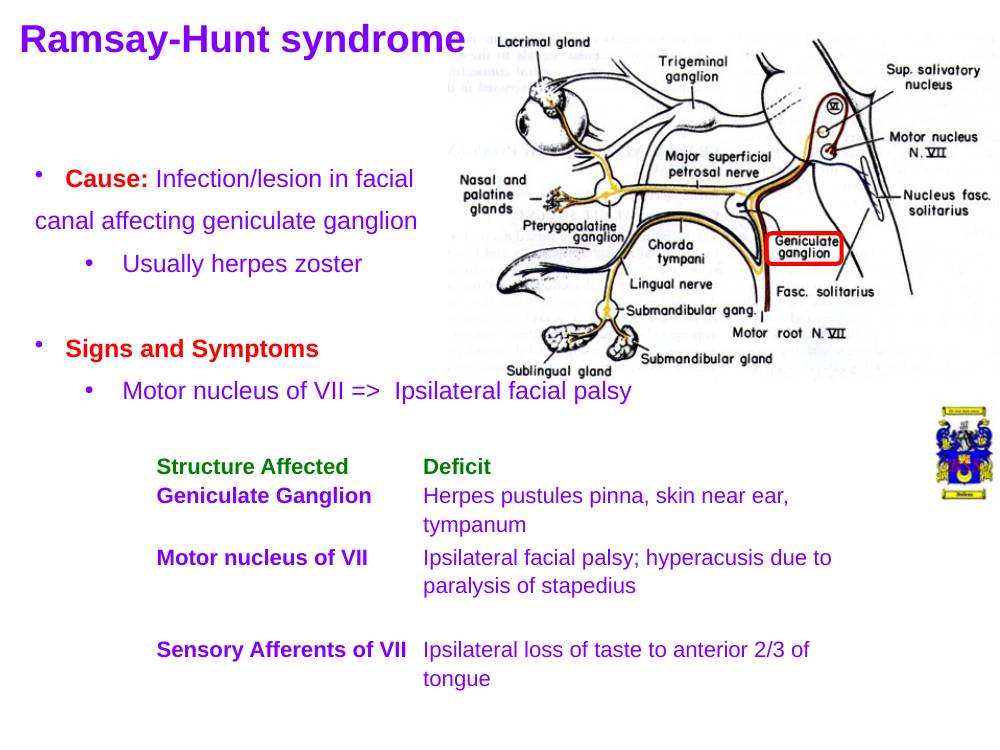 Ramsay-Hunt syndrome
• Cause: Infection/lesion in facial
canal affecting geniculate ganglion
• Usually herpes zoster
• Signs and Symptoms
• Motor nucleus of VII => Ipsilateral facial palsy
Lacrimal gland
Trigeminal
ganglion
Sup. salivatory
nucleus
VI
Motor nucleus
N. VII
Major superficial
petrosal nerve
Nasal and
palatine
glands
Nucleus fasc.
solitarius
Pterygopalatine
ganglion
Chorda
tympani
Geniculate
ganglion
Lingual nerve
Fasc. solitarius
Submandibular gang.
Motor root N. VII
Submandibular gland
Sublingual gland
Structure Affected Deficit
Geniculate Ganglion Herpes pustules pinna, skin near ear,
tympanum
Motor nucleus of VII Ipsilateral facial palsy; hyperacusis due to
paralysis of stapedius
Sensory Afferents of VII Ipsilateral loss of taste to anterior 2/3 of
tongue